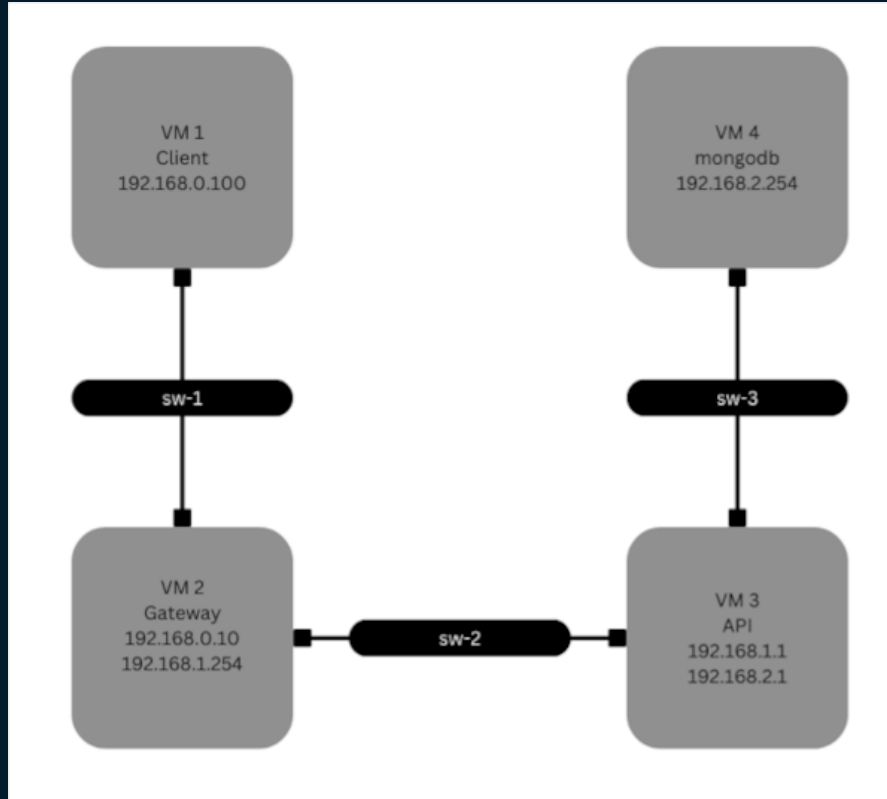 VM 1
Client
192.168.0.100
VM 4
mongodb
192.168.2.254
sw-1
sw-3
VM 2
Gateway
192.168.0.10
192.168.1.254
sw-2
VM 3
API
192.168.1.1
192.168.2.1